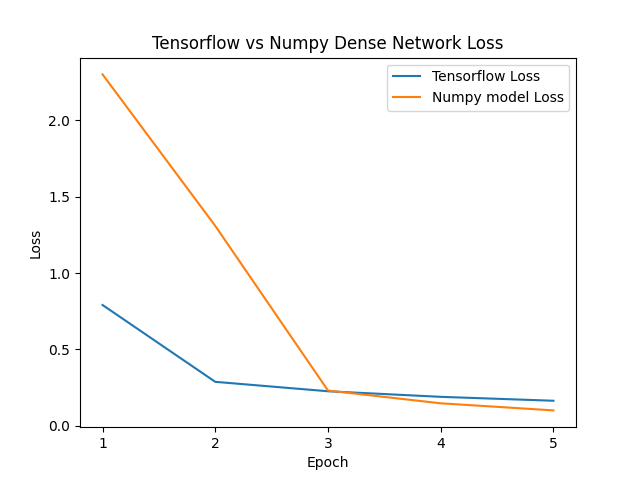 Tensorflow vs Numpy Dense Network Loss
Tensorflow Loss
Numpy model Loss
2.0
1.5
1.0
0.5
0.0
Loss
1 2 3 4 5
Epoch